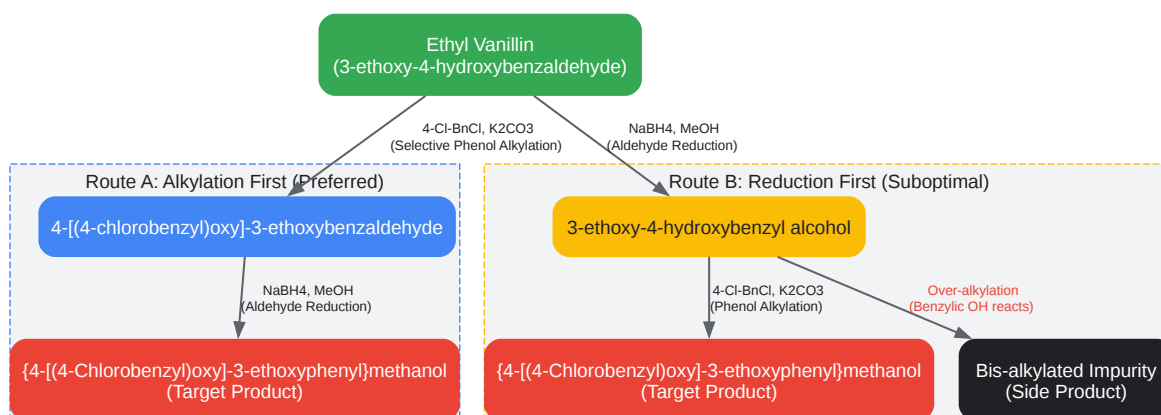 Ethyl Vanillin
(3-ethoxy-4-hydroxybenzaldehyde)
4-Cl-BnCl, K2CO3
(Selective Phenol Alkylation)
NaBH4, MeOH
(Aldehyde Reduction)
Route A: Alkylation First (Preferred)
Route B: Reduction First (Suboptimal)
4-[(4-chlorobenzyl)oxy]-3-ethoxybenzaldehyde
3-ethoxy-4-hydroxybenzyl alcohol
NaBH4, MeOH
(Aldehyde Reduction)
4-Cl-BnCl, K2CO3
(Phenol Alkylation)
Over-alkylation
(Benzylic OH reacts)
{4-[(4-Chlorobenzyl)oxy]-3-ethoxyphenyl}methanol
(Target Product)
{4-[(4-Chlorobenzyl)oxy]-3-ethoxyphenyl}methanol
(Target Product)
Bis-alkylated Impurity
(Side Product)